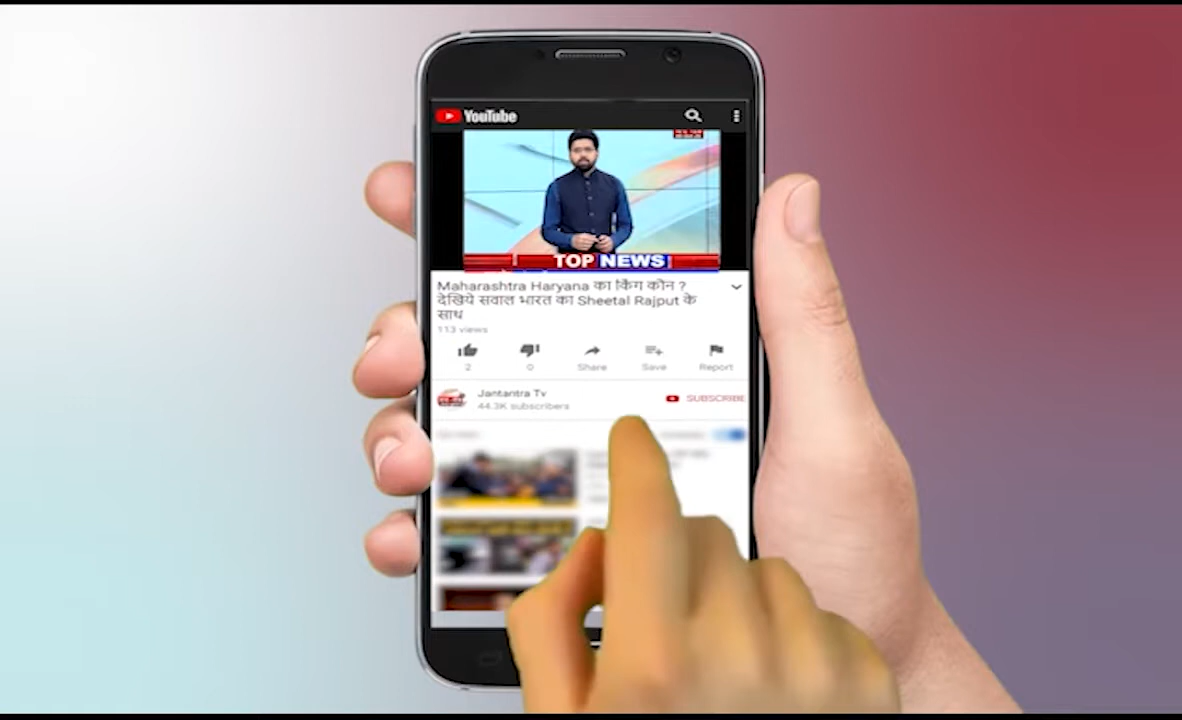 YouTube
TOP NEWS
Maharashtra Haryana का किंग कौन ?
देखिये सवाल भारत का Sheetal Rajput के
साथ
113 views
2
0
Share
Save
Report
Jantantra Tv
SUBSCRIBE
44.3K subscribers